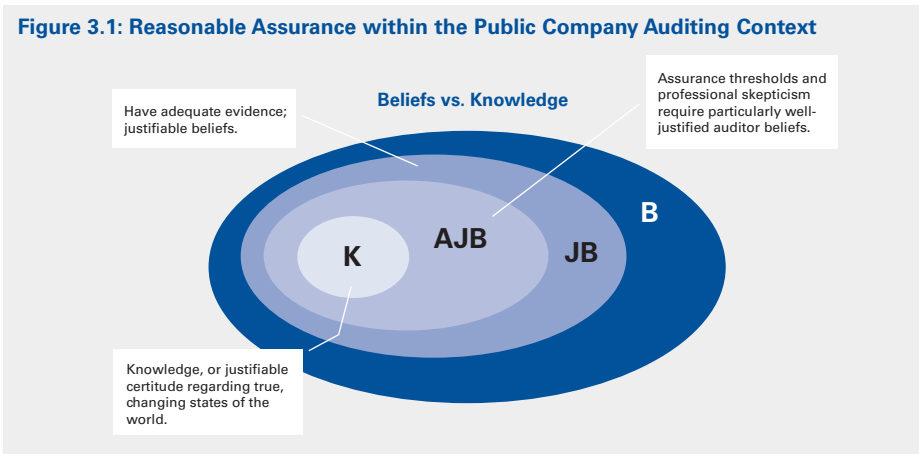 Figure 3.1: Reasonable Assurance within the Public Company Auditing Context
Beliefs vs. Knowledge
Have adequate evidence;
justifiable beliefs.
Assurance thresholds and
professional skepticism
require particularly well-
justified auditor beliefs.
B
K
AJB
JB
Knowledge, or justifiable
certitude regarding true,
changing states of the
world.